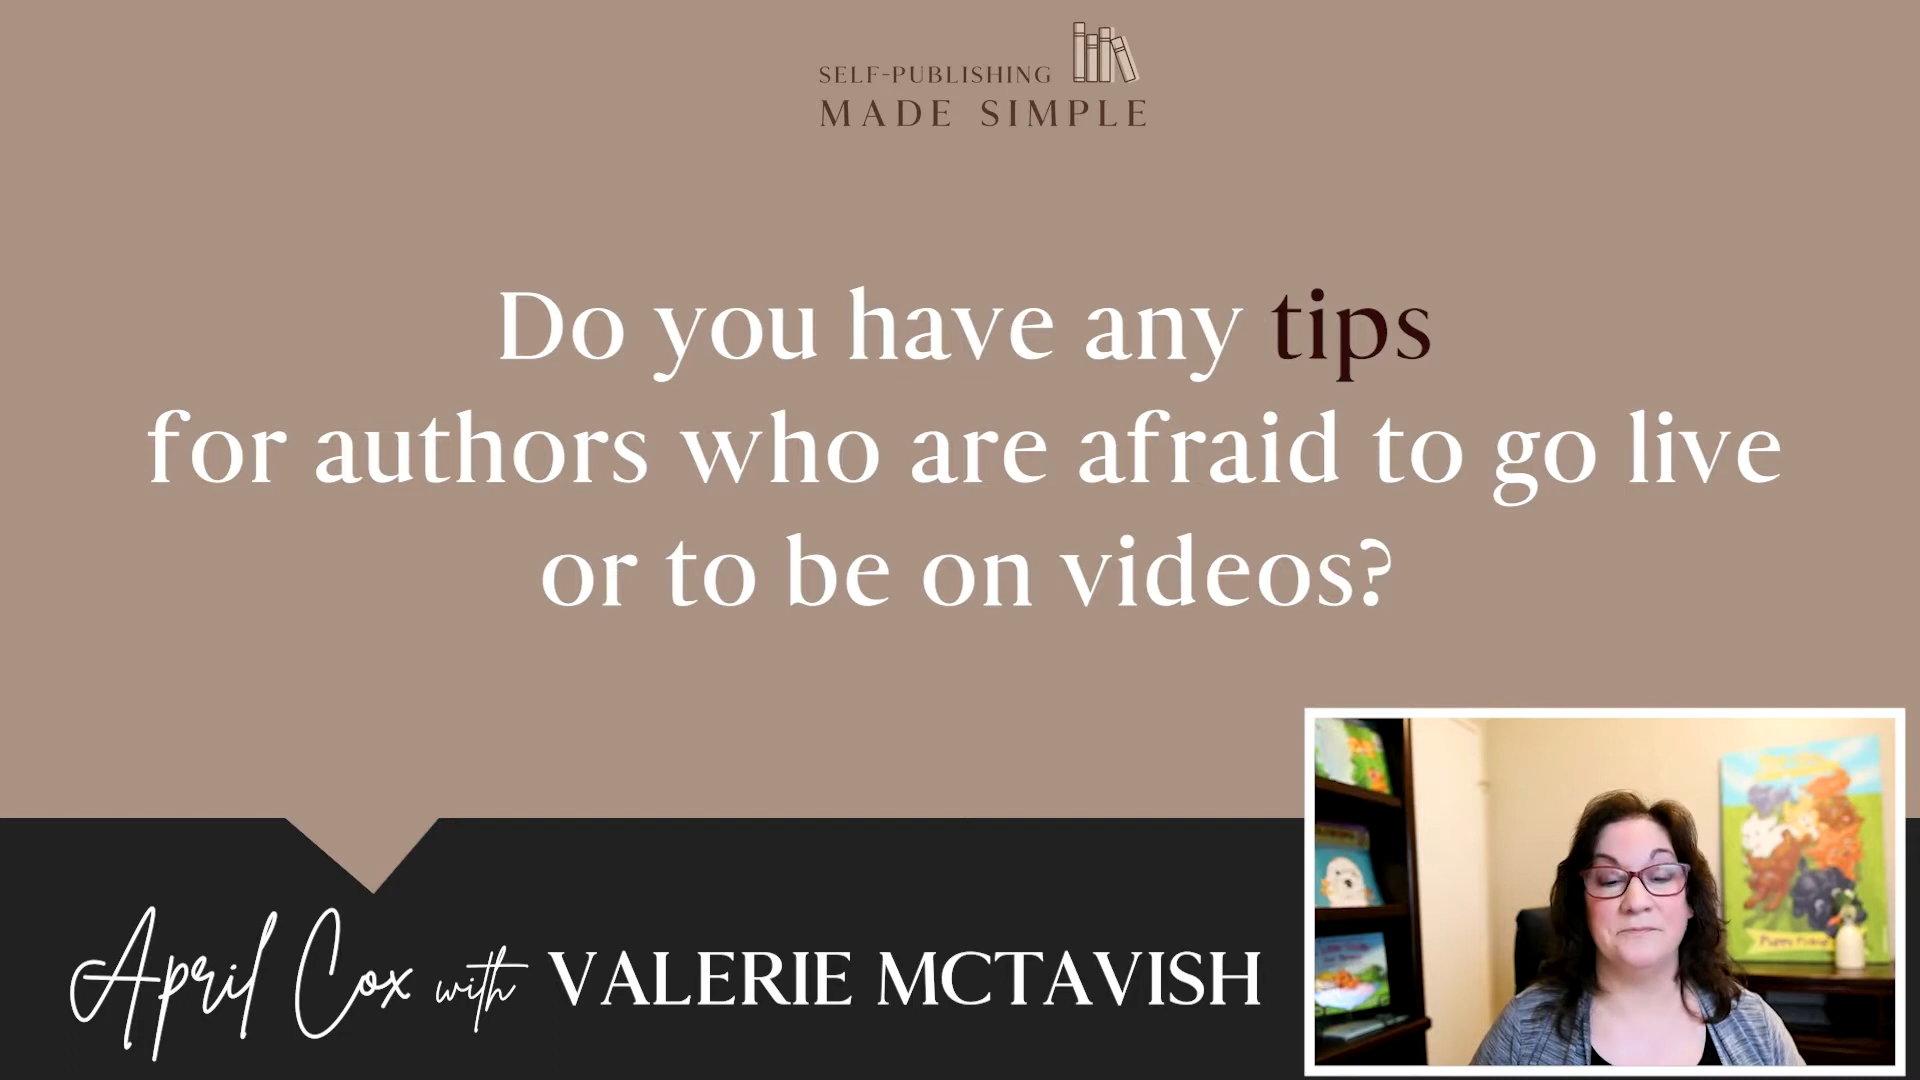 SELF-PUBLISHING
MADE SIMPLE
Do you have any tips
for authors who are afraid to go live
or to be on videos?
April Cox with VALERIE MCTAVISH